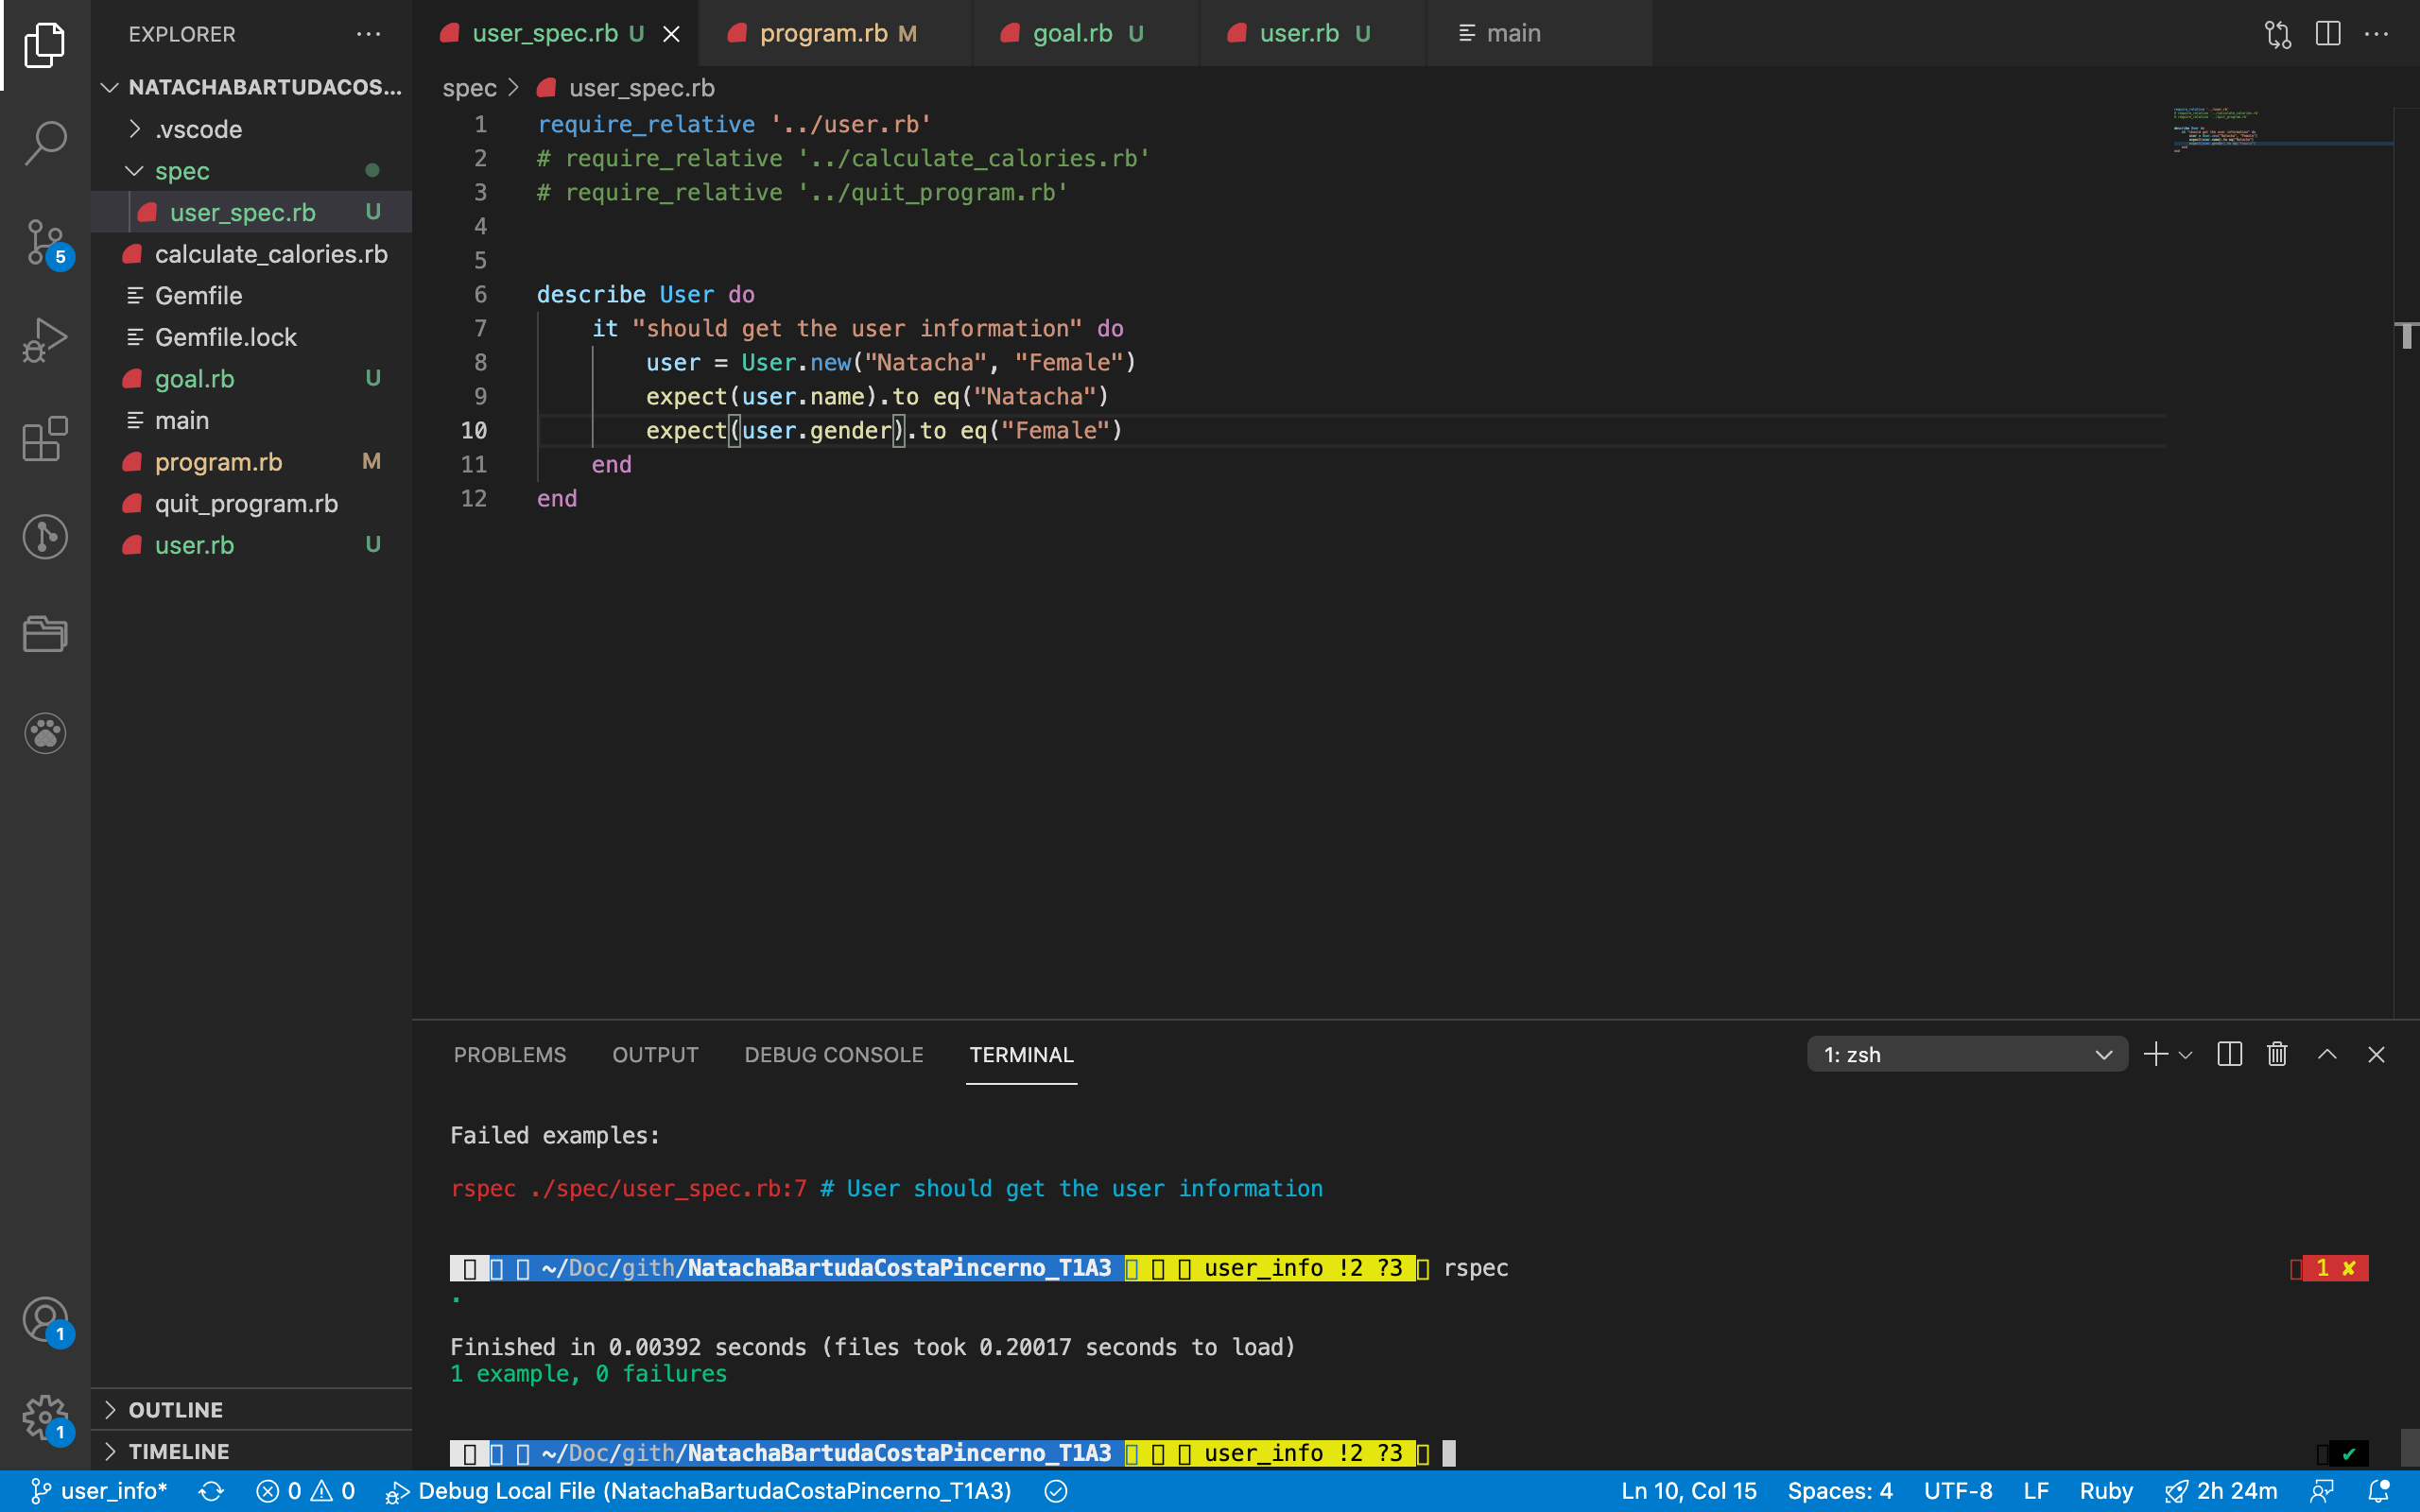 EXPLORER
NATACHABARTUDACOS...
.vscode
spec
user_spec.rb U
calculate_calories.rb
Gemfile
Gemfile.lock
goal.rb U
main
program.rb M
quit_program.rb
user.rb U
OUTLINE
TIMELINE
5
1
1
user_spec.rb U program.rb M goal.rb U user.rb U main
spec > user_spec.rb
1 require_relative '../user.rb'
2 # require_relative '../calculate_calories.rb'
3 # require_relative '../quit_program.rb'
4
5
6 describe User do
7 it "should get the user information" do
8 user = User.new("Natacha", "Female")
9 expect(user.name).to eq("Natacha")
10 expect(user.gender).to eq("Female")
11 end
12 end
PROBLEMS OUTPUT DEBUG CONSOLE TERMINAL 1: zsh
Failed examples:
rspec ./spec/user_spec.rb:7 # User should get the user information
~/Doc/gith/NatachaBartudaCostaPincerno_T1A3 user_info !2 ?3 rspec 1 ✘
.
Finished in 0.00392 seconds (files took 0.20017 seconds to load)
1 example, 0 failures
~/Doc/gith/NatachaBartudaCostaPincerno_T1A3 user_info !2 ?3 ✔
user_info* 0 0 Debug Local File (NatachaBartudaCostaPincerno_T1A3) Ln 10, Col 15 Spaces: 4 UTF-8 LF Ruby 2h 24m